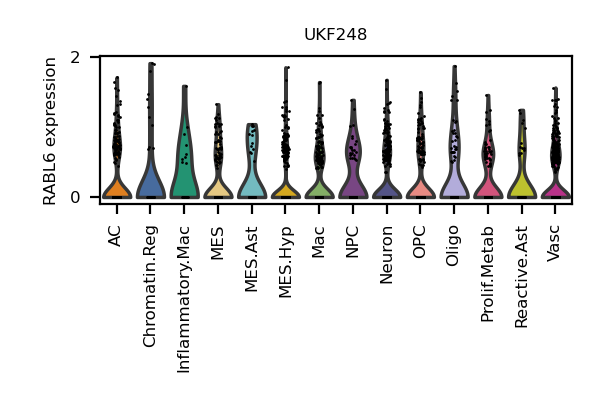 UKF248
RABL6 expression
2
0
AC
Chromatin.Reg
Inflammatory.Mac
MES
MES.Ast
MES.Hyp
Mac
NPC
Neuron
OPC
Oligo
Prolif.Metab
Reactive.Ast
Vasc